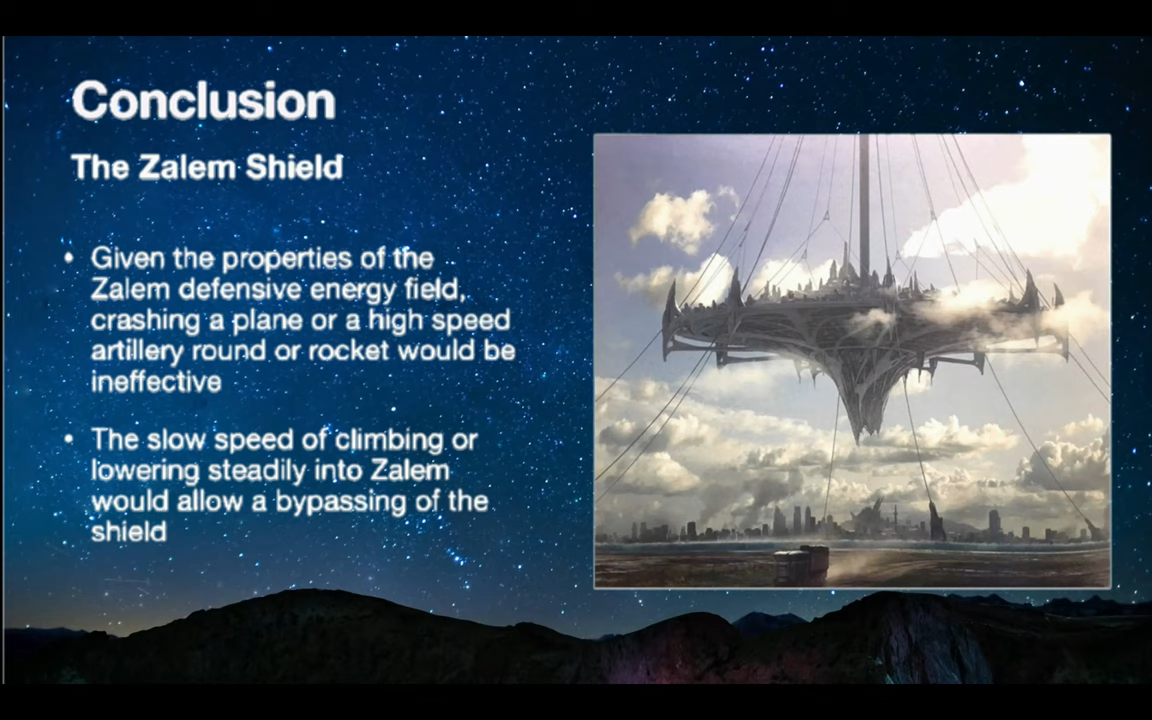 Conclusion
The Zalem Shield
• Given the properties of the
Zalem defensive energy field,
crashing a plane or a high speed
artillery round or rocket would be
ineffective
• The slow speed of climbing or
lowering steadily into Zalem
would allow a bypassing of the
shield